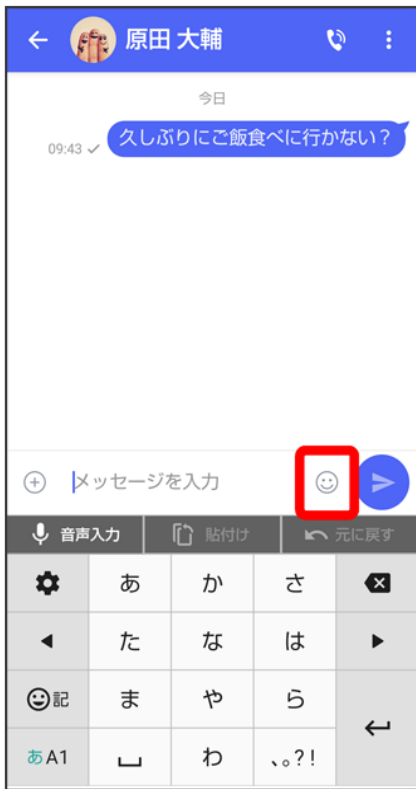 原田 大輔
今日
久しぶりにご飯食べに行かない？
09:43
メッセージを入力
音声入力 貼付け 元に戻す
あ か さ
た な は
記 ま や ら
あA1 わ 、。?!